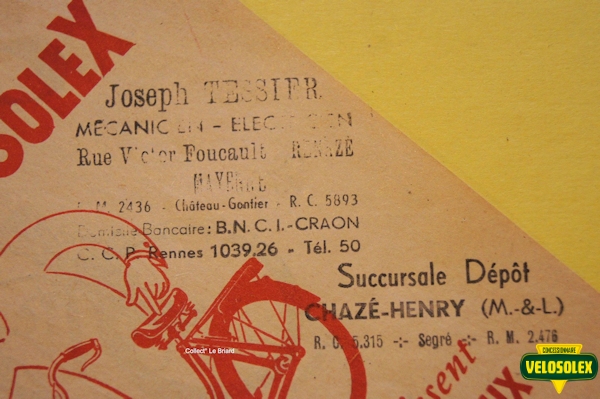 SOLEX
Joseph TESSIER
MECANICIEN - ELECTRICIEN
Rue Victor Foucault RENAZÉ
MAYENNE
R. M. 2436 - Château-Gontier - R. C. 5893
Domicile Bancaire: B. N. C. I. - CRAON
C. C. P. Rennes 1039.26 - Tél. 50
Succursale Dépôt
CHAZÉ-HENRY (M.-&-L.)
R. C. 5.315 -:- Segré -:- R. M. 2.476
Collect° Le Briard
CONCESSIONNAIRE
VELOSOLEX